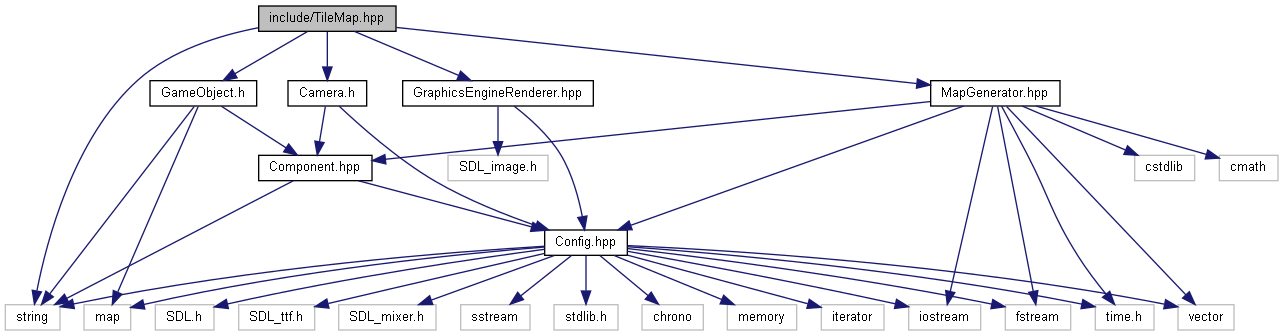 include/TileMap.hpp
GameObject.h
Camera.h
GraphicsEngineRenderer.hpp
MapGenerator.hpp
Component.hpp
SDL_image.h
cstdlib
cmath
Config.hpp
string
map
SDL.h
SDL_ttf.h
SDL_mixer.h
sstream
stdlib.h
chrono
memory
iterator
iostream
fstream
time.h
vector